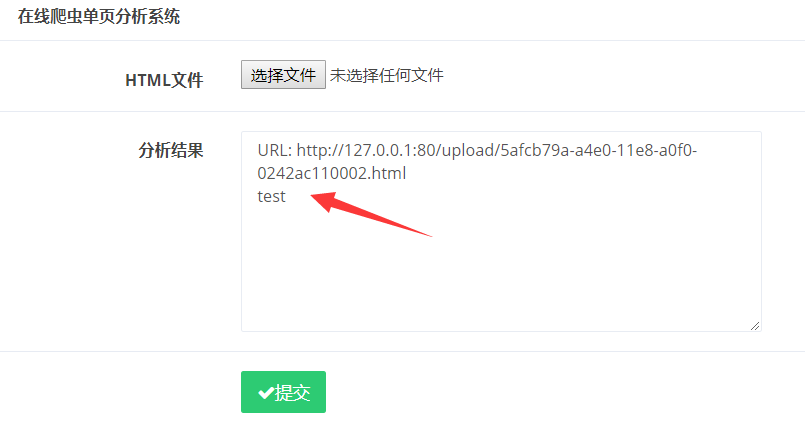 在线爬虫单页分析系统
HTML文件 选择文件 未选择任何文件
分析结果
URL: http://127.0.0.1:80/upload/5afcb79a-a4e0-11e8-a0f0-
0242ac110002.html
test
提交